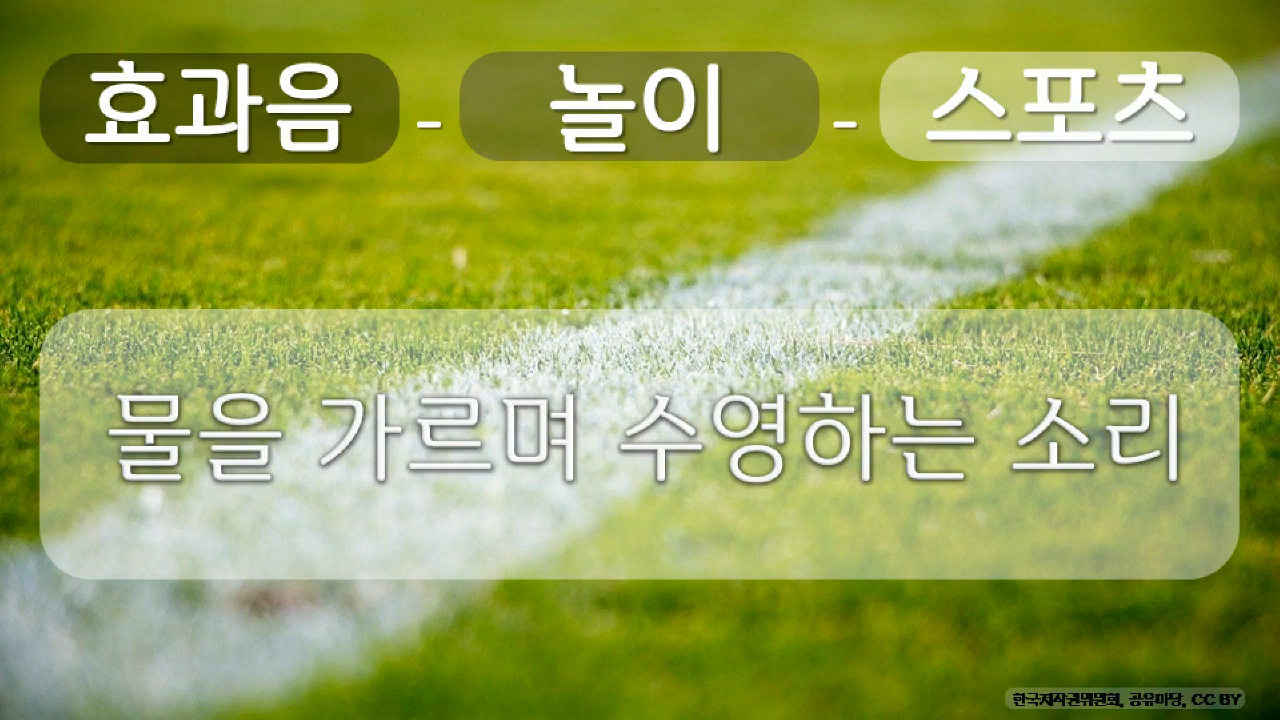 효과음 - 놀이 - 스포츠
물을 가르며 수영하는 소리
한국저작권위원회, 공유마당, CC BY